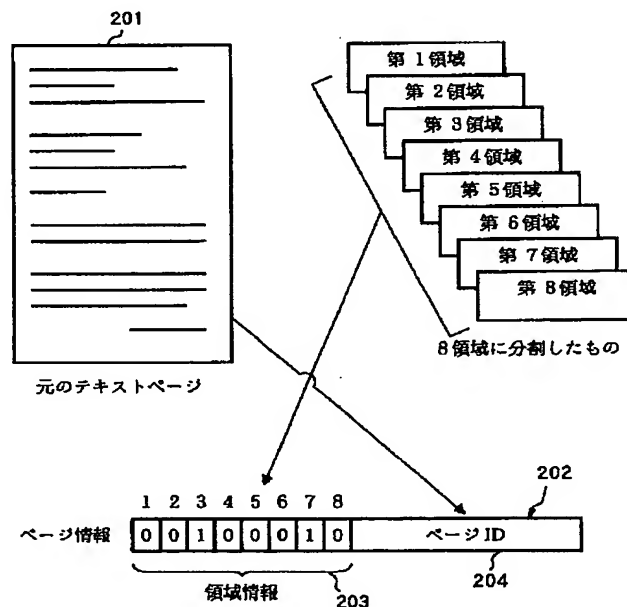 201
第 1領域
第 2領域
第 3領域
第 4領域
第 5領域
第 6領域
第 7領域
第 8領域
8領域に分割したもの
元のテキストページ
202
1 2 3 4 5 6 7 8
ページ情報 0 0 1 0 0 0 1 0 ページID
領域情報 203 204